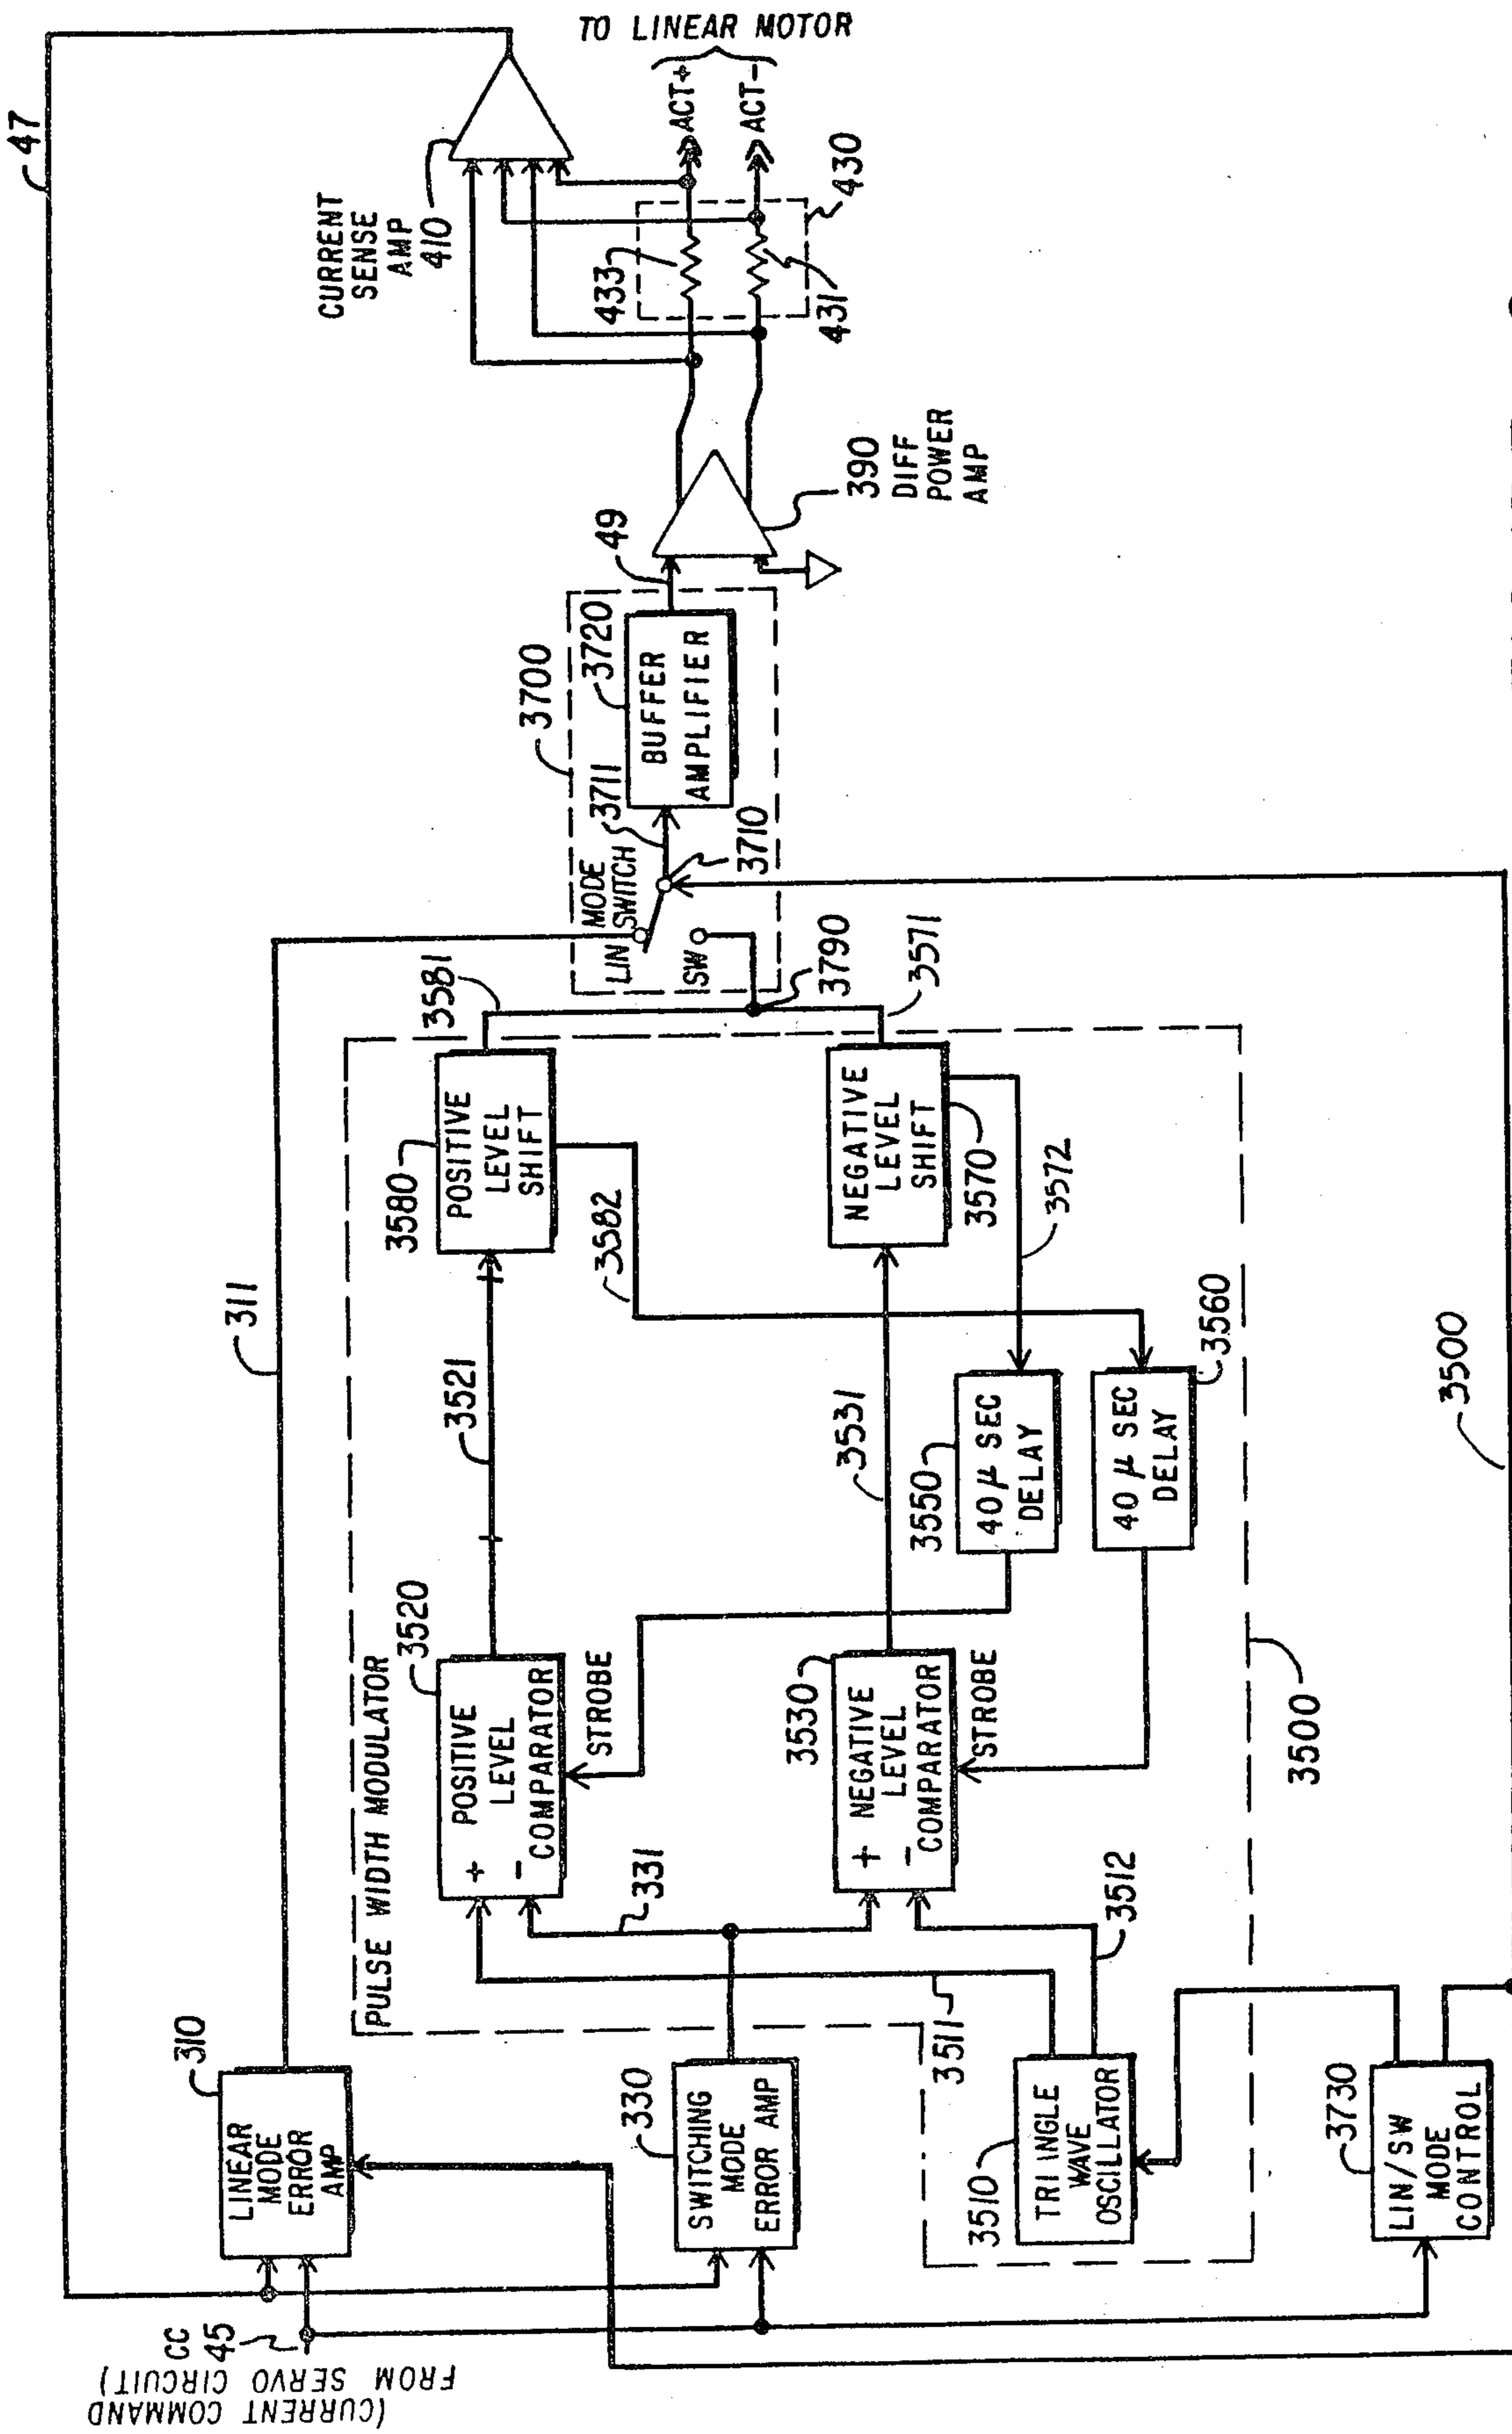 47
TO LINEAR MOTOR
CURRENT
SENSE
AMP
410
ACT+
ACT-
433
431
430
390
DIFF
POWER
AMP
49
3700
3720
BUFFER
AMPLIFIER
3711
MODE
SWITCH
3710
LIN
SW
3790
311
3581
3571
PULSE WIDTH MODULATOR
3580
POSITIVE
LEVEL
SHIFT
3582
NEGATIVE
LEVEL
SHIFT
3570
3572
3521
3531
3550
40 μ SEC
DELAY
3560
40 μ SEC
DELAY
3520
+
-
POSITIVE
LEVEL
COMPARATOR
STROBE
3530
+
-
NEGATIVE
LEVEL
COMPARATOR
STROBE
3500
3500
331
3511
3512
310
LINEAR
MODE
ERROR
AMP
330
SWITCHING
MODE
ERROR AMP
3510
TRI INGLE
WAVE
OSCILLATOR
3730
LIN/SW
MODE
CONTROL
CC
45
(CURRENT COMMAND
FROM SERVO CIRCUIT)